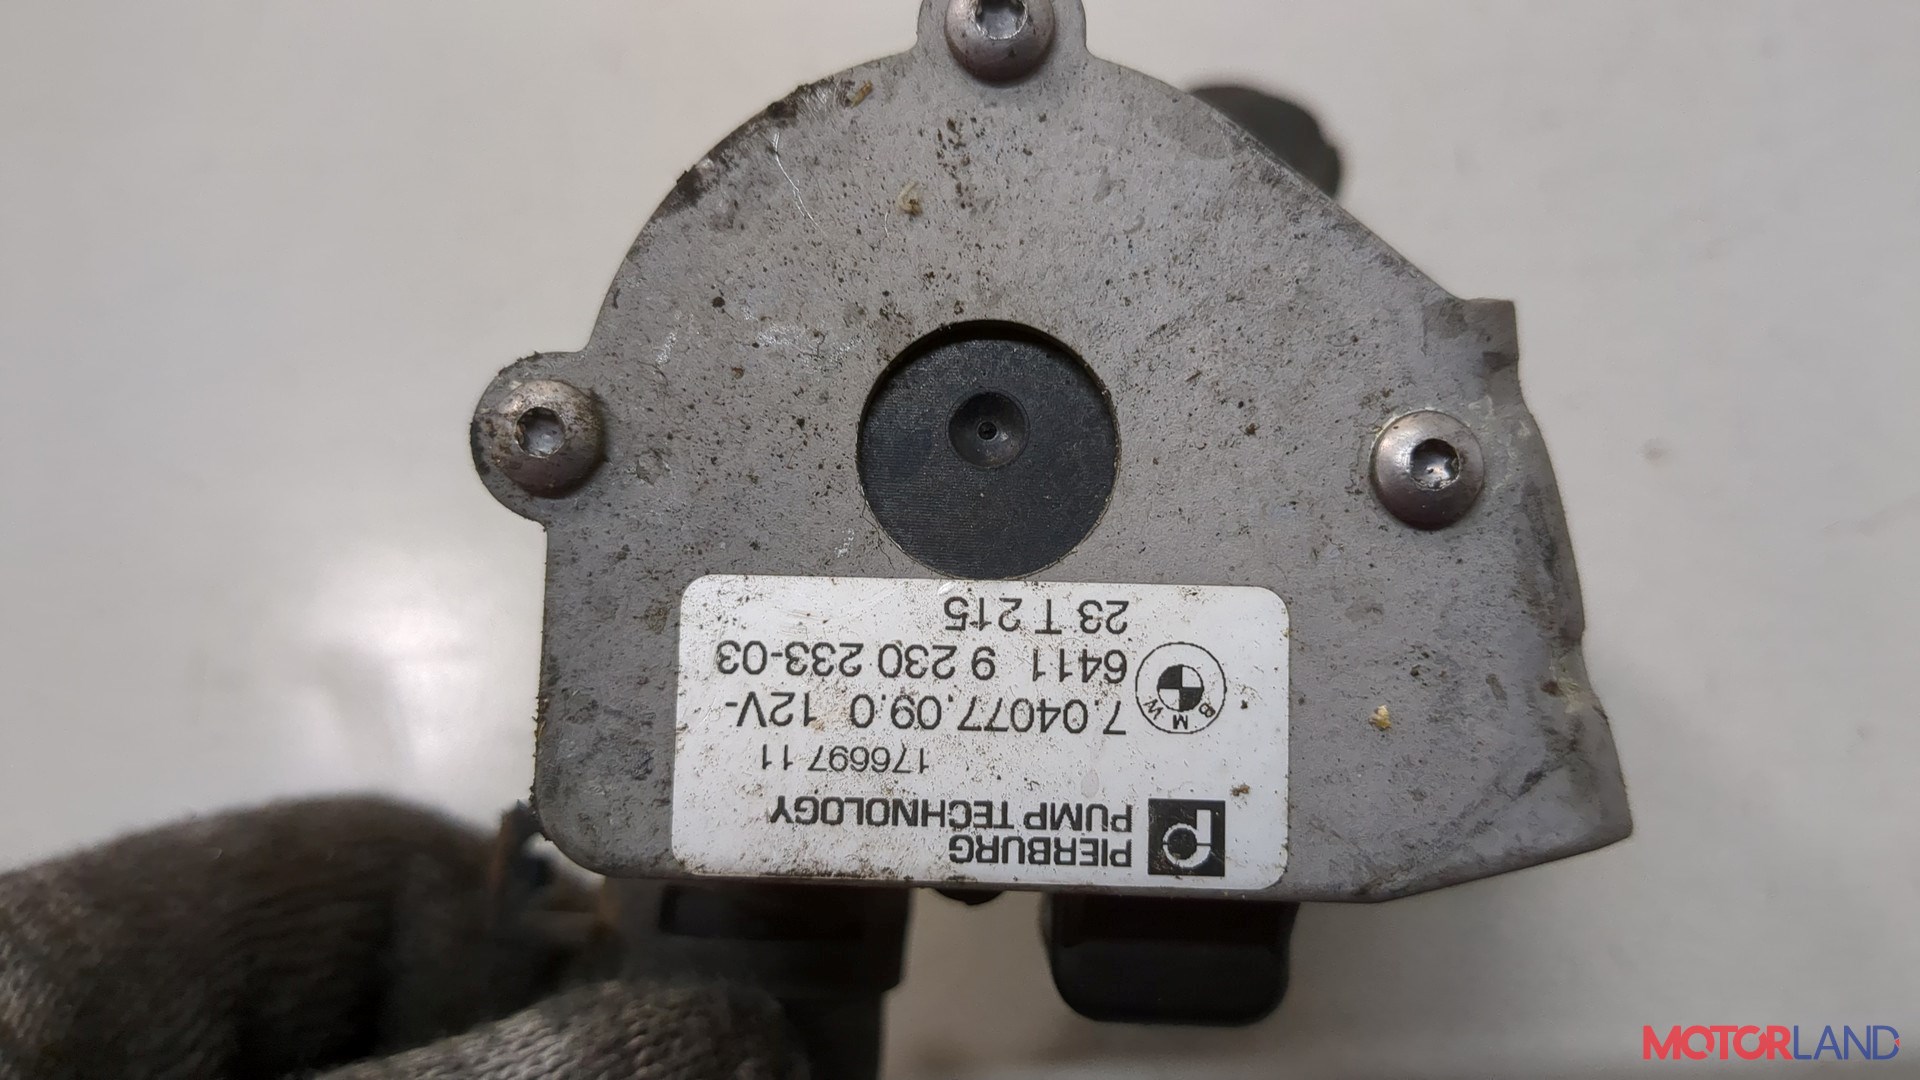 PIERBURG
PUMP TECHNOLOGY
176697 11
7.04077.09.0 12V-
BMW
6411 9 230 233-03
23 T 215
MOTORLAND